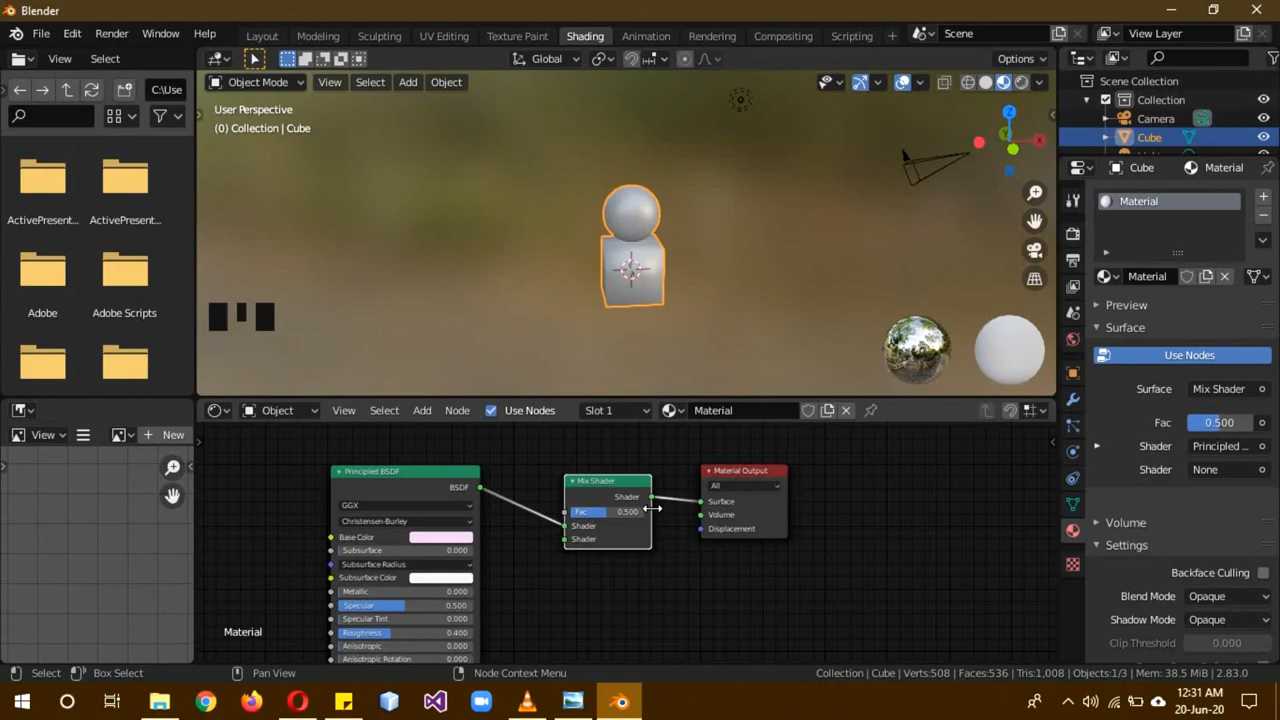 Blender
File Edit Render Window Help
Layout Modeling Sculpting UV Editing Texture Paint Shading Animation Rendering Compositing Scripting
Scene View Layer
View Select Global Options
Object Mode View Select Add Object
Scene Collection
Collection
Camera
Cube
C:\Use
User Perspective
(0) Collection | Cube
Z
Y
X
ActivePresent... ActivePresent...
Adobe Adobe Scripts
Cube Material
Material
Material
Preview
Surface
Use Nodes
Surface Mix Shader
Fac 0.500
Shader Principled ...
Shader None
Volume
Settings
Backface Culling
Blend Mode Opaque
Shadow Mode Opaque
Clip Threshold 0.000
Object View Select Add Node Use Nodes Slot 1 Material
View New
Principled BSDF
BSDF
GGX
Christensen-Burley
Base Color
Subsurface 0.000
Subsurface Radius
Subsurface Color
Metallic 0.000
Specular 0.500
Specular Tint 0.000
Roughness 0.400
Anisotropic 0.000
Anisotropic Rotation 0.000
Mix Shader
Shader
Fac 0.500
Shader
Shader
Material Output
All
Surface
Volume
Displacement
Material
Select Box Select Pan View Node Context Menu Collection | Cube | Verts:508 | Faces:536 | Tris:1,008 | Mem: 38.5 MiB | 2.83.0
12:31 AM
20-Jun-20